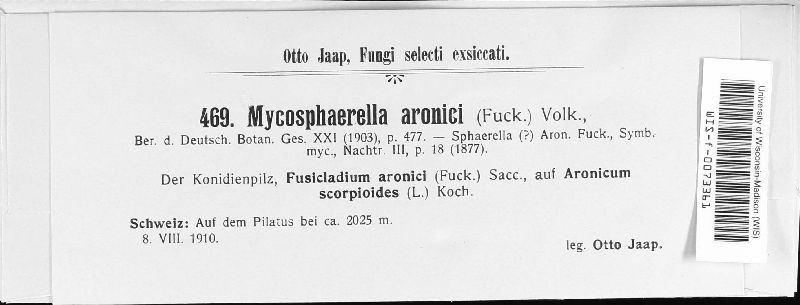 Otto Jaap, Fungi selecti exsiccati.
469. Mycosphaerella aronici (Fuck.) Volk.,
Ber. d. Deutsch. Botan. Ges. XXI (1903), p. 477. — Sphaerella (?) Aron. Fuck., Symb.
myc., Nachtr. III, p. 18 (1877).
Der Konidienpilz, Fusicladium aronici (Fuck.) Sacc., auf Aronicum
scorpioides (L.) Koch.
Schweiz: Auf dem Pilatus bei ca. 2025 m.
8. VIII. 1910.
leg. Otto Jaap.
University of Wisconsin-Madison (WIS)
WIS-f-0073361